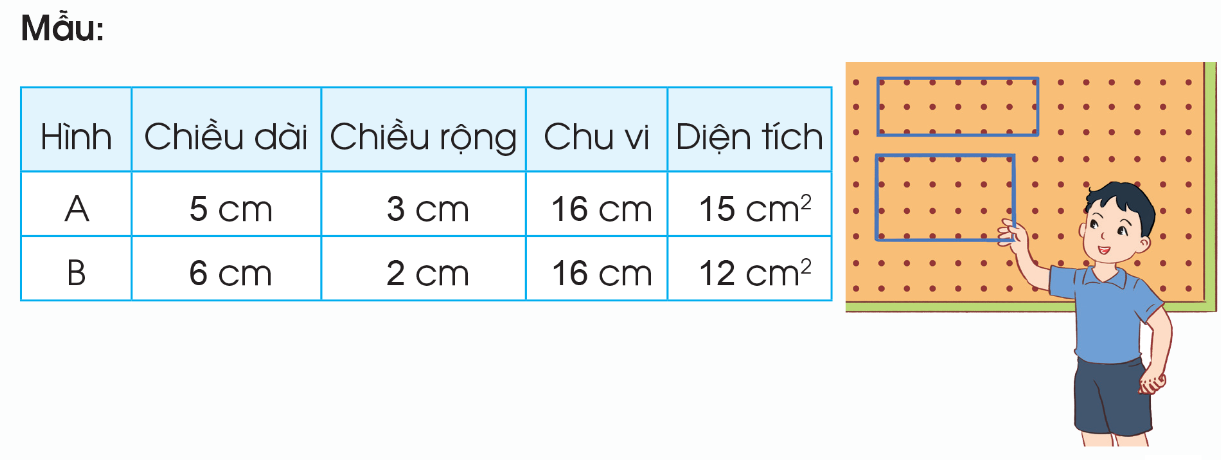 Mẫu:
Hình Chiều dài Chiều rộng Chu vi Diện tích
A 5 cm 3 cm 16 cm 15 cm²
B 6 cm 2 cm 16 cm 12 cm²